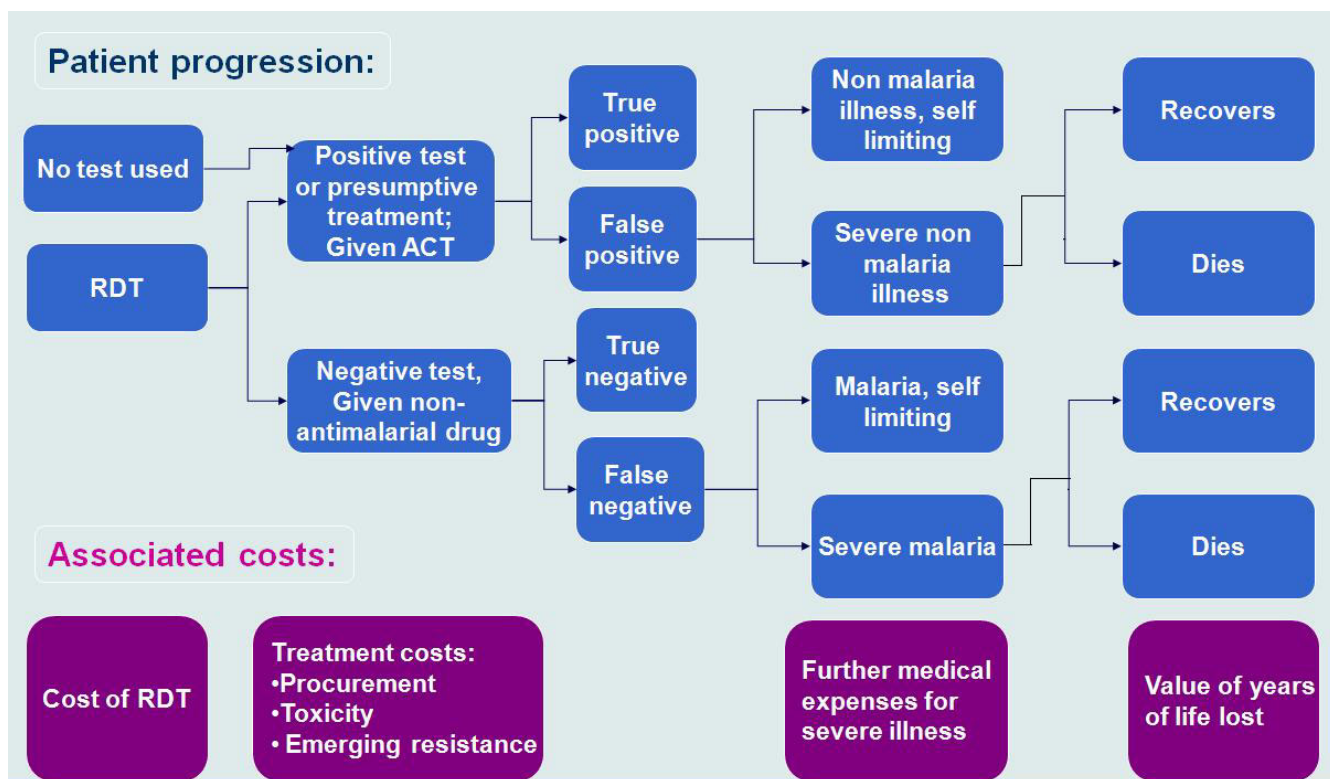 Patient progression:
No test used
RDT
Positive test
or presumptive
treatment;
Given ACT
Negative test,
Given non-
antimalarial drug
True
positive
False
positive
True
negative
False
negative
Non malaria
illness, self
limiting
Severe non
malaria
illness
Malaria, self
limiting
Severe malaria
Recovers
Dies
Recovers
Dies
Associated costs:
Cost of RDT
Treatment costs:
•Procurement
•Toxicity
• Emerging resistance
Further medical
expenses for
severe illness
Value of years
of life lost